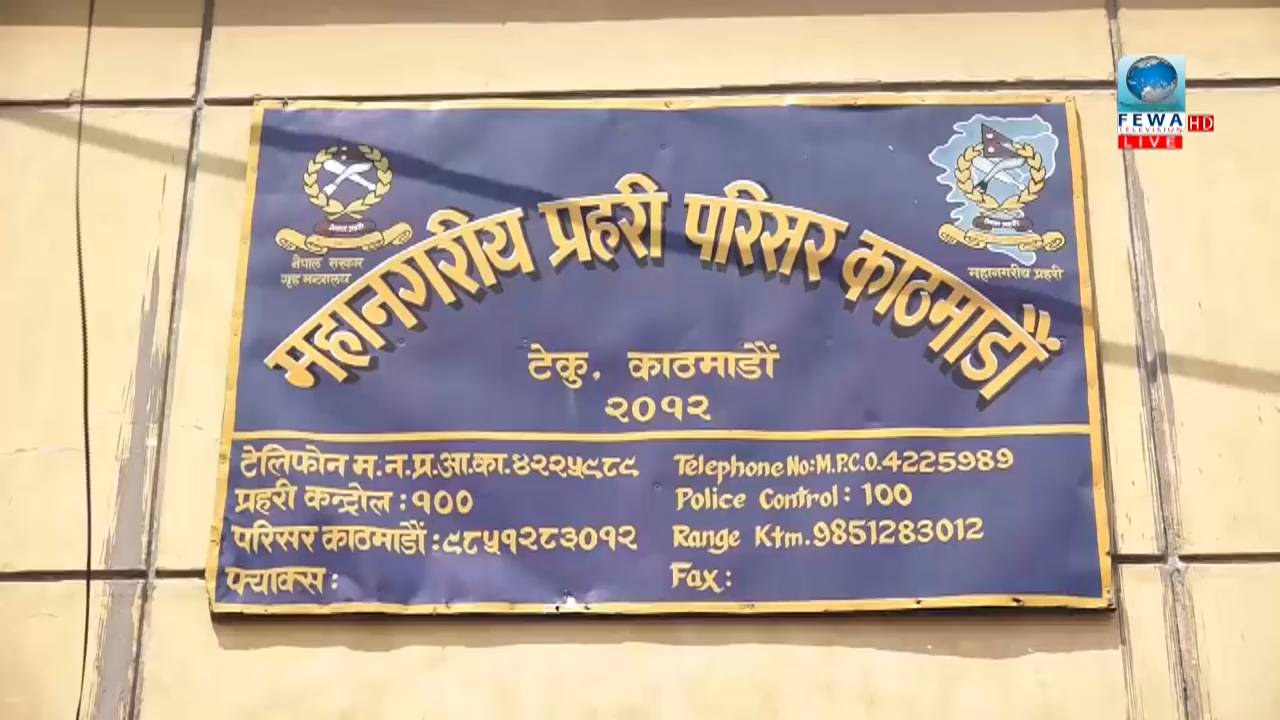 FEWA HD
TELEVISION
LIVE
नेपाल सरकार
गृह मन्त्रालय
महानगरीय प्रहरी
महानगरीय प्रहरी परिसर काठमाडौं
टेकु, काठमाडौं
२०१२
टेलिफोन म.न.प्र.आ.का.४२२५९८९
प्रहरी कन्ट्रोल : १००
परिसर काठमाडौं : ९८५१२८३०१२
फ्याक्स :
Telephone No: M.P.C.O. 4225989
Police Control : 100
Range Ktm. 9851283012
Fax :